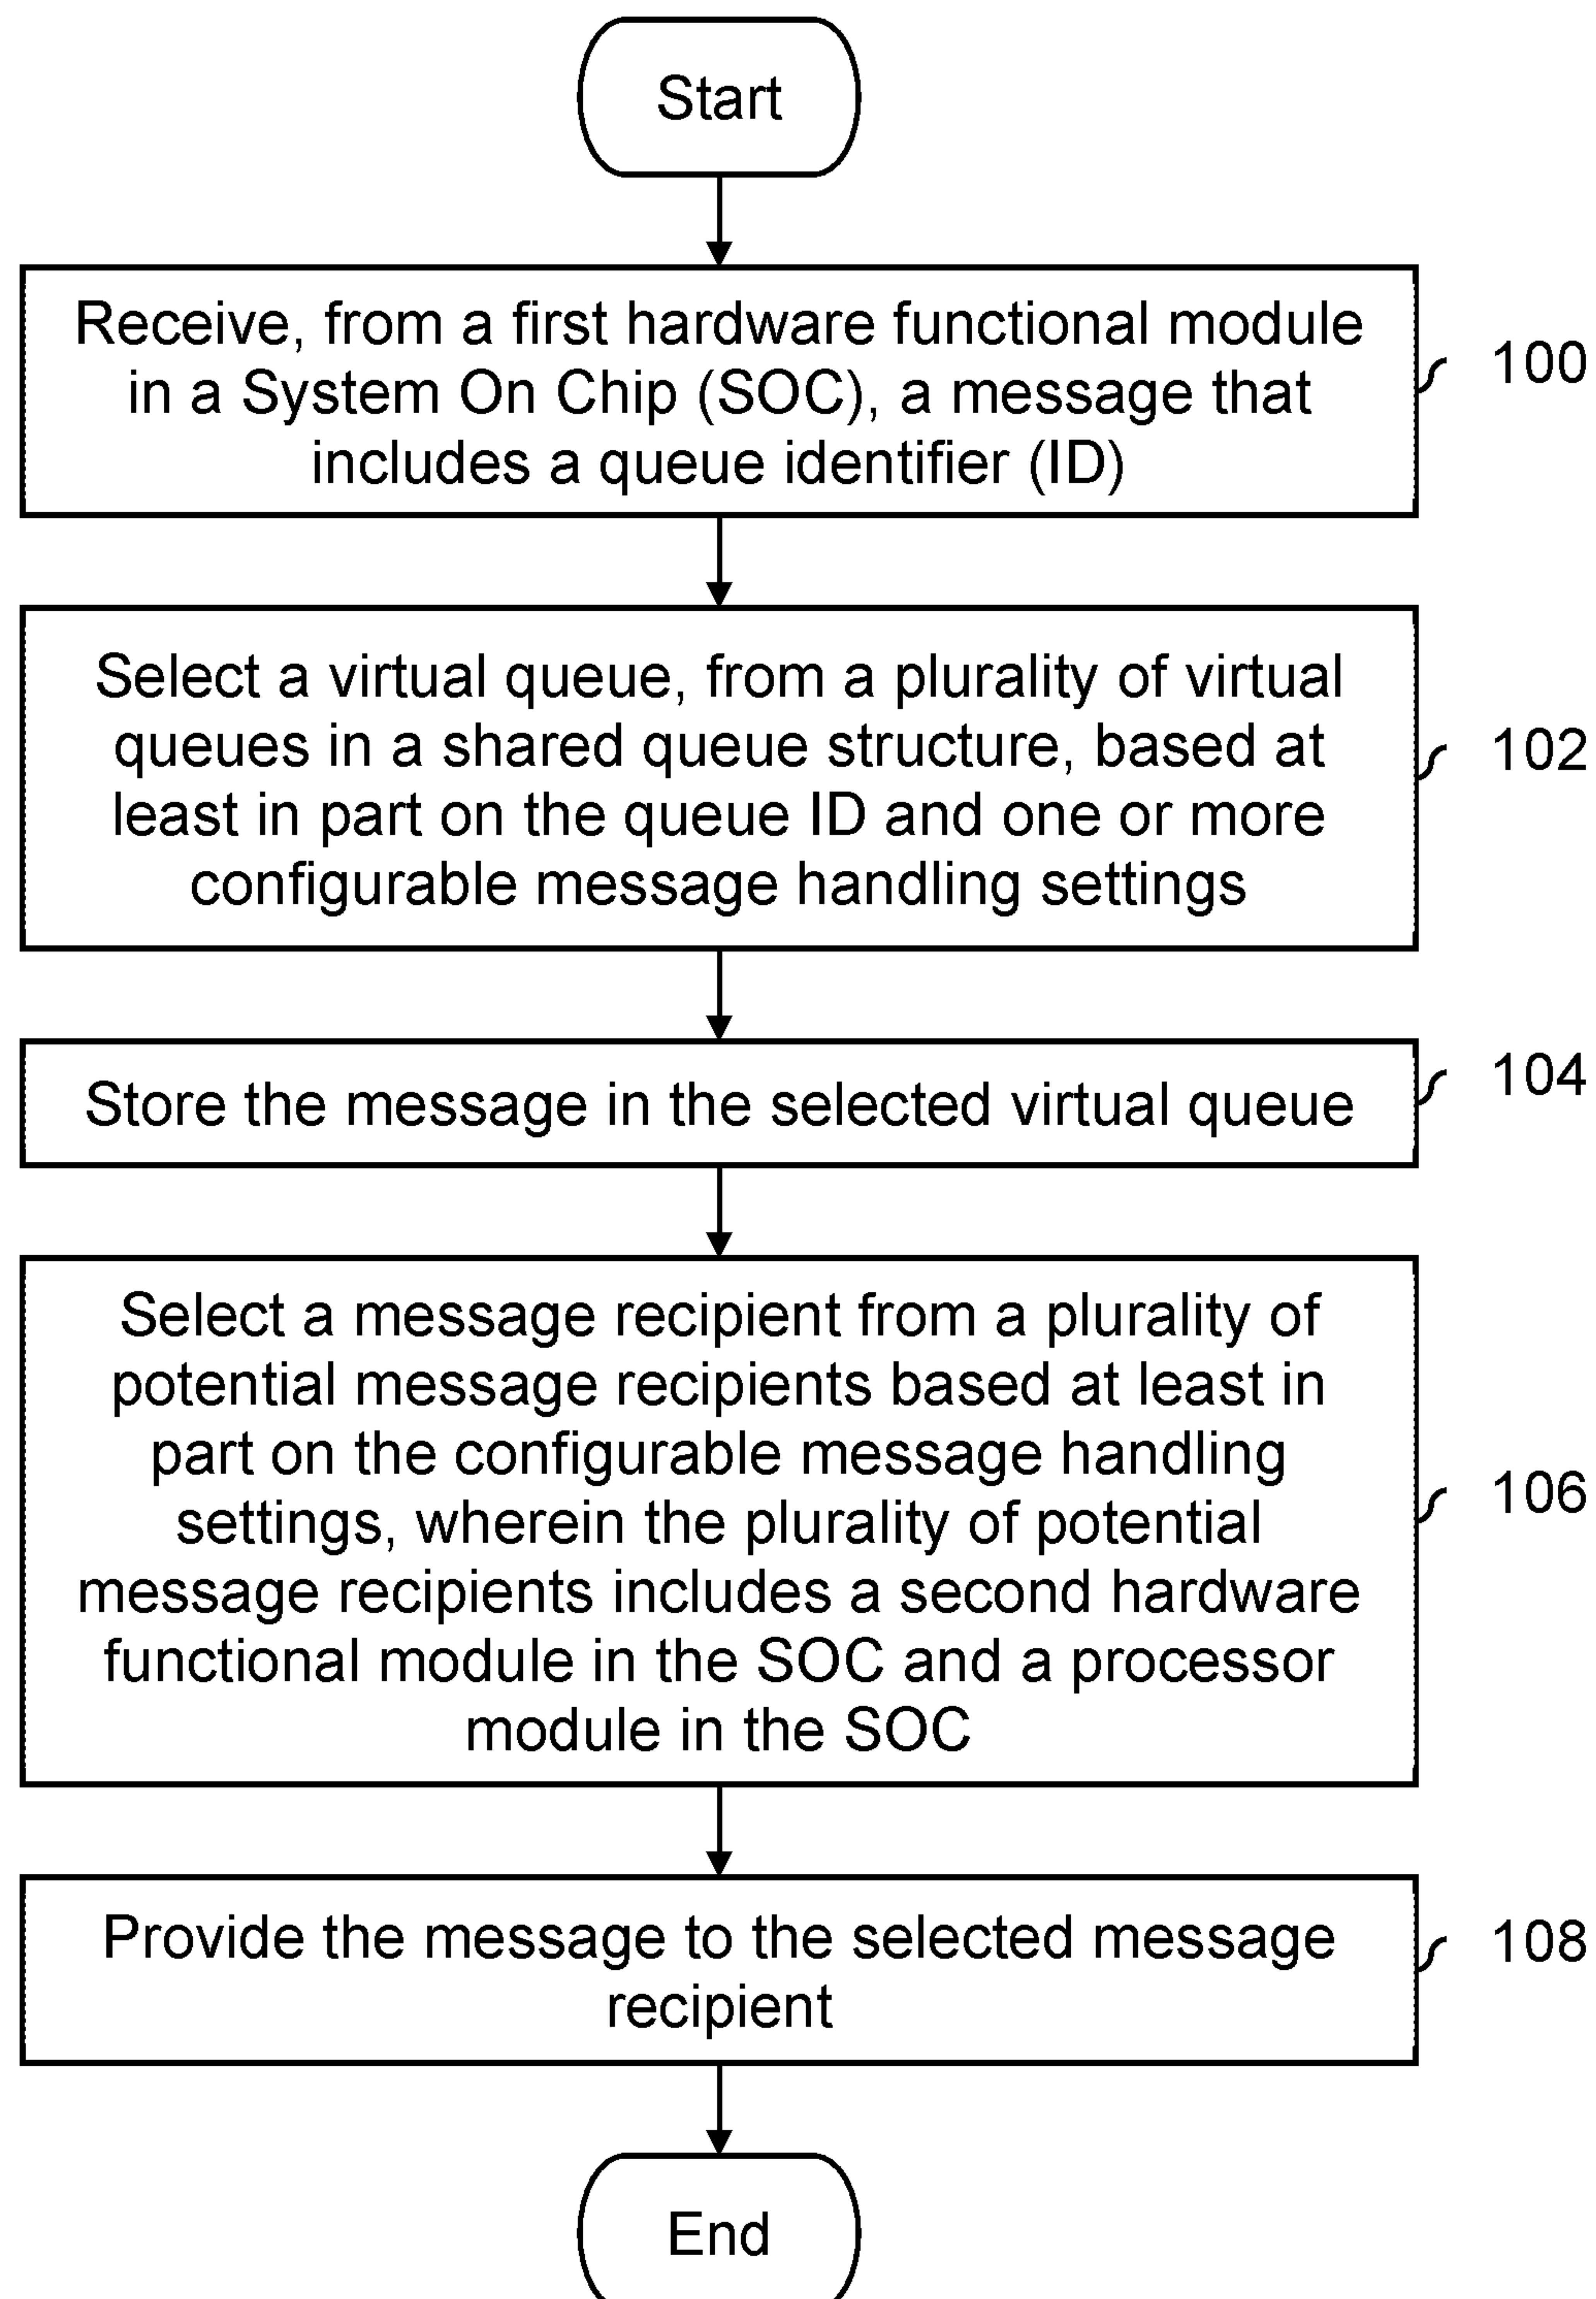 Start
Receive, from a first hardware functional module
in a System On Chip (SOC), a message that
includes a queue identifier (ID)
100
Select a virtual queue, from a plurality of virtual
queues in a shared queue structure, based at
least in part on the queue ID and one or more
configurable message handling settings
102
Store the message in the selected virtual queue
104
Select a message recipient from a plurality of
potential message recipients based at least in
part on the configurable message handling
settings, wherein the plurality of potential
message recipients includes a second hardware
functional module in the SOC and a processor
module in the SOC
106
Provide the message to the selected message
recipient
108
End